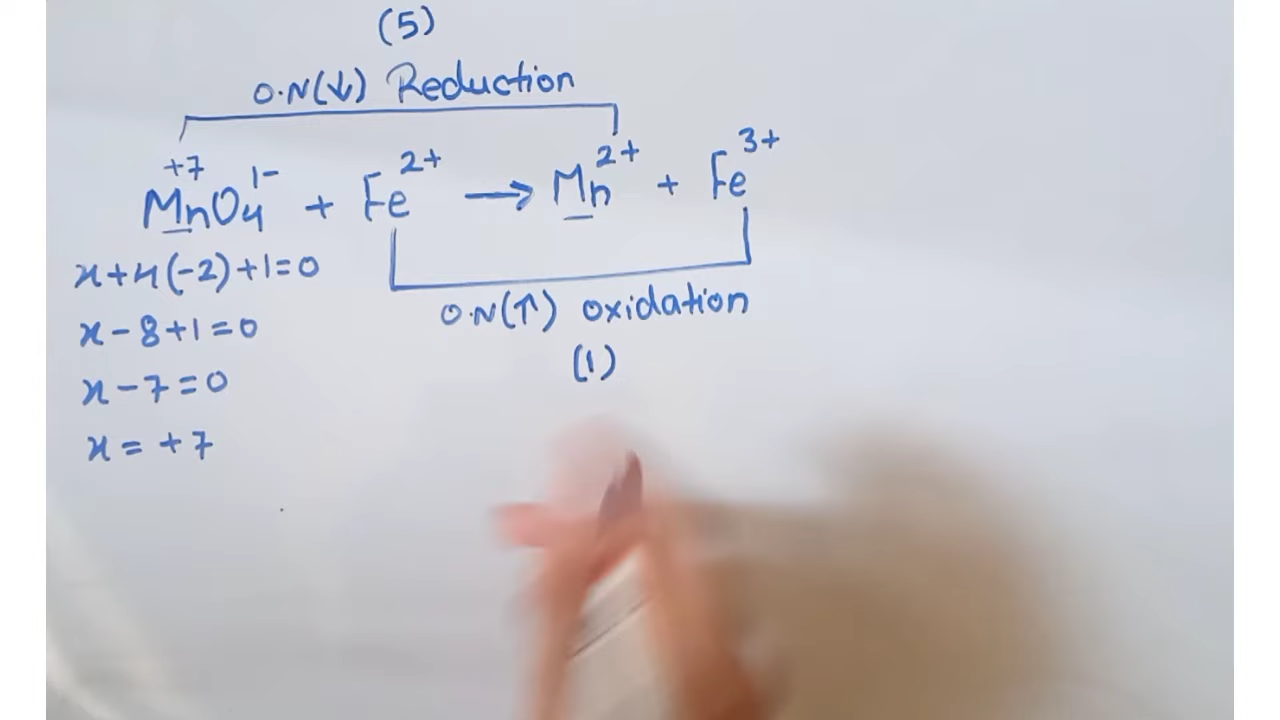 (5)
O.N(↓) Reduction
+7
MnO4 1- + Fe 2+ → Mn 2+ + Fe 3+
x+4(-2)+1=0
x-8+1=0
x-7=0
x=+7
O.N(↑) oxidation
(1)